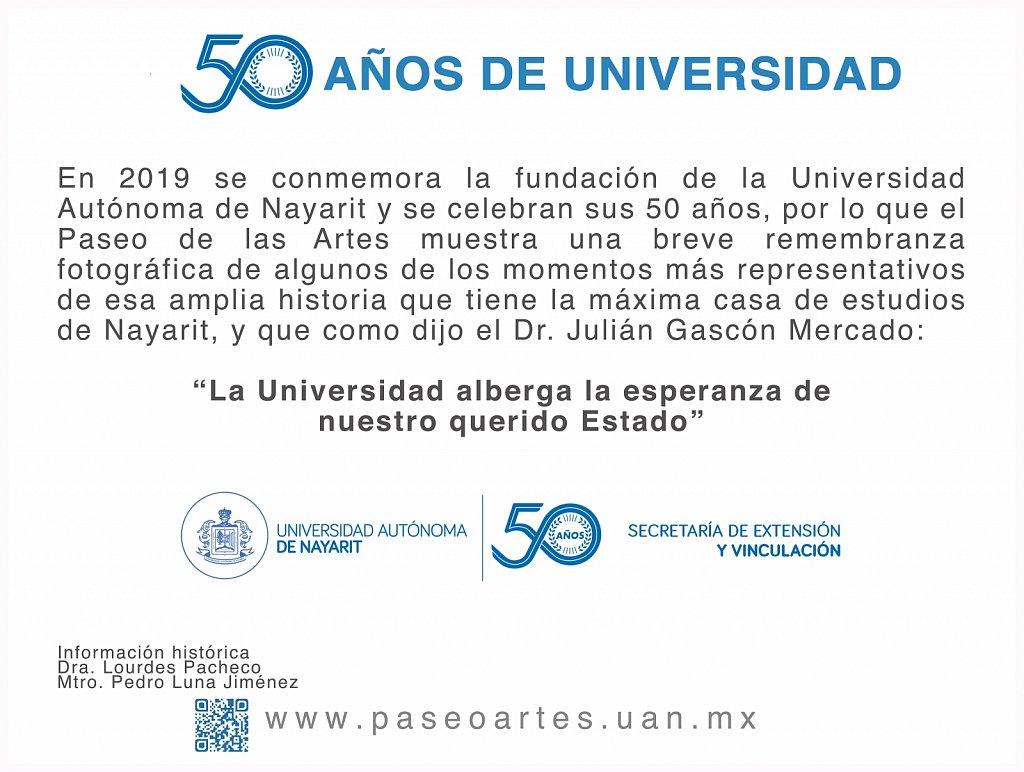 50 AÑOS DE UNIVERSIDAD
En 2019 se conmemora la fundación de la Universidad
Autónoma de Nayarit y se celebran sus 50 años, por lo que el
Paseo de las Artes muestra una breve remembranza
fotográfica de algunos de los momentos más representativos
de esa amplia historia que tiene la máxima casa de estudios
de Nayarit, y que como dijo el Dr. Julián Gascón Mercado:
“La Universidad alberga la esperanza de
nuestro querido Estado”
UNIVERSIDAD AUTÓNOMA
DE NAYARIT
50 AÑOS
SECRETARÍA DE EXTENSIÓN
Y VINCULACIÓN
Información histórica
Dra. Lourdes Pacheco
Mtro. Pedro Luna Jiménez
www.paseoartes.uan.mx